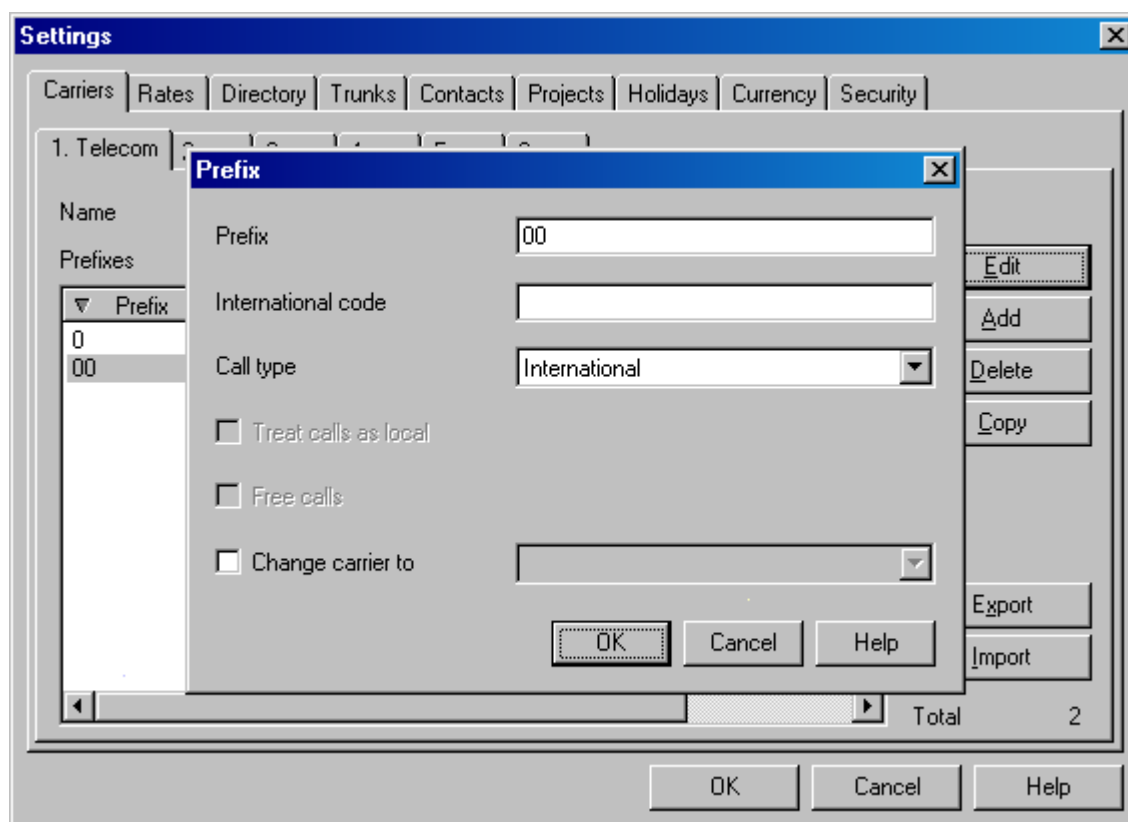 Settings
Carriers Rates Directory Trunks Contacts Projects Holidays Currency Security
1. Telecom
Prefix
Name
Prefix 00
Prefixes
Edit
Prefix
International code
Add
0
00
Call type International
Delete
Copy
Treat calls as local
Free calls
Change carrier to
Export
OK Cancel Help
Import
Total 2
OK Cancel Help